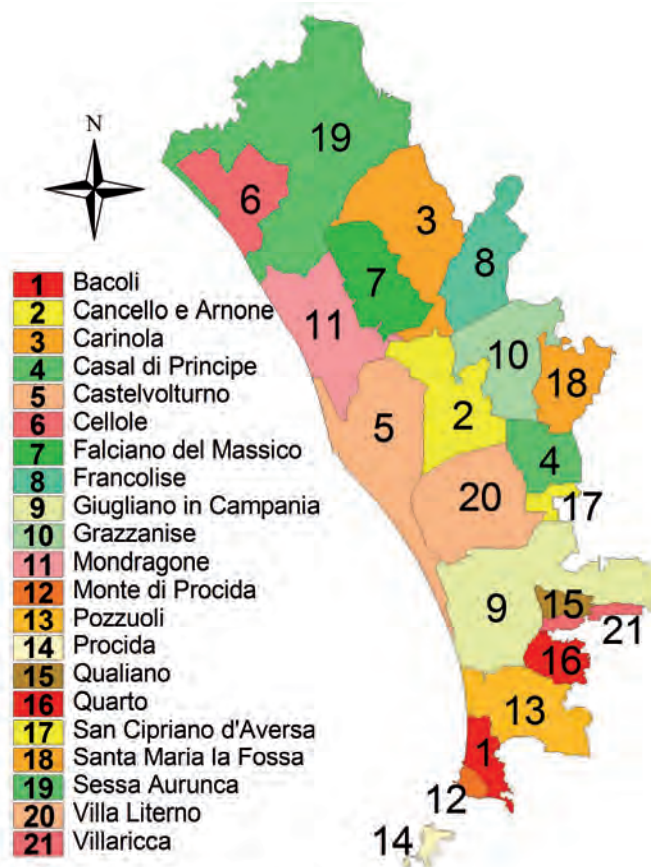 N
19
6
3
8
7
11
10
18
5
2
4
20
17
9
15
21
16
13
1
12
14
1 Bacoli
2 Cancello e Arnone
3 Carinola
4 Casal di Principe
5 Castelvolturno
6 Cellole
7 Falciano del Massico
8 Francolise
9 Giugliano in Campania
10 Grazzanise
11 Mondragone
12 Monte di Procida
13 Pozzuoli
14 Procida
15 Qualiano
16 Quarto
17 San Cipriano d'Aversa
18 Santa Maria la Fossa
19 Sessa Aurunca
20 Villa Literno
21 Villaricca